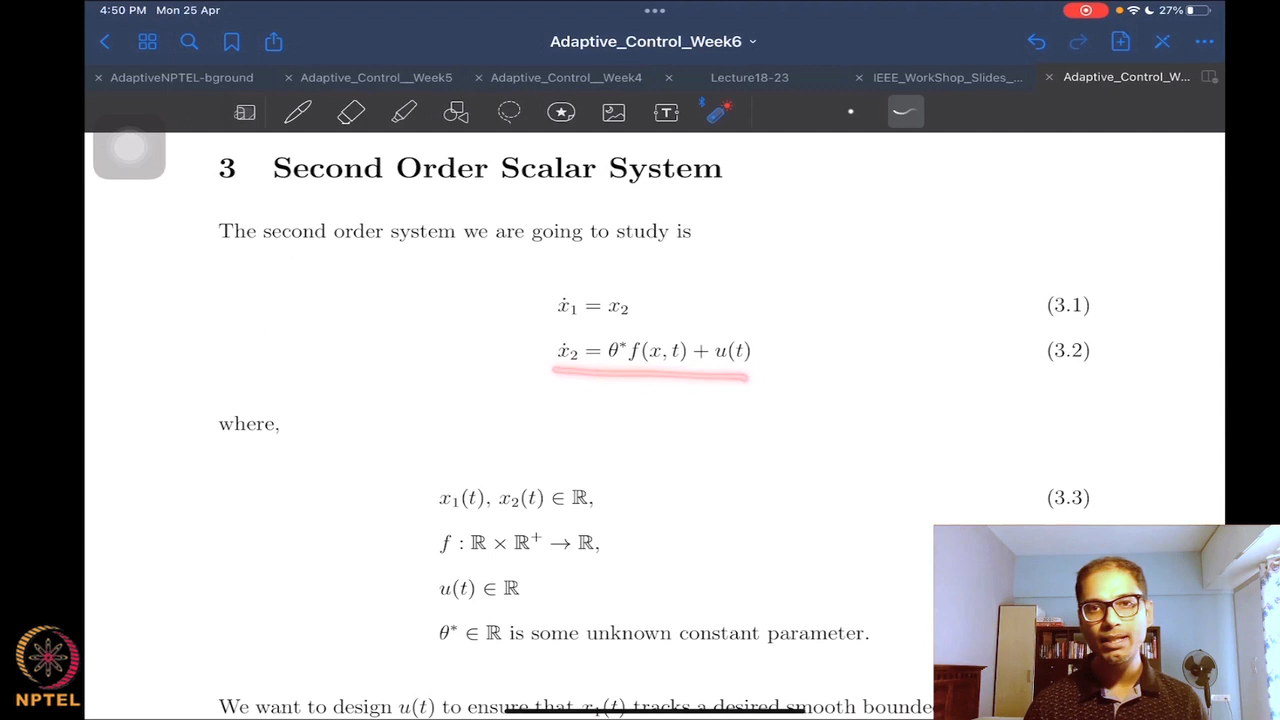 4:50 PM Mon 25 Apr
27%
Adaptive_Control_Week6
AdaptiveNPTEL-bground
Adaptive_Control__Week5
Adaptive_Control__Week4
Lecture18-23
IEEE_WorkShop_Slides_...
Adaptive_Control_W...
T
3 Second Order Scalar System
The second order system we are going to study is
ẋ₁ = x₂ (3.1)
ẋ₂ = θ*f(x, t) + u(t) (3.2)
where,
x₁(t), x₂(t) ∈ ℝ, (3.3)
f : ℝ × ℝ⁺ → ℝ,
u(t) ∈ ℝ
θ* ∈ ℝ is some unknown constant parameter.
We want to design u(t) to ensure that x₁(t) tracks a desired smooth bounded
NPTEL